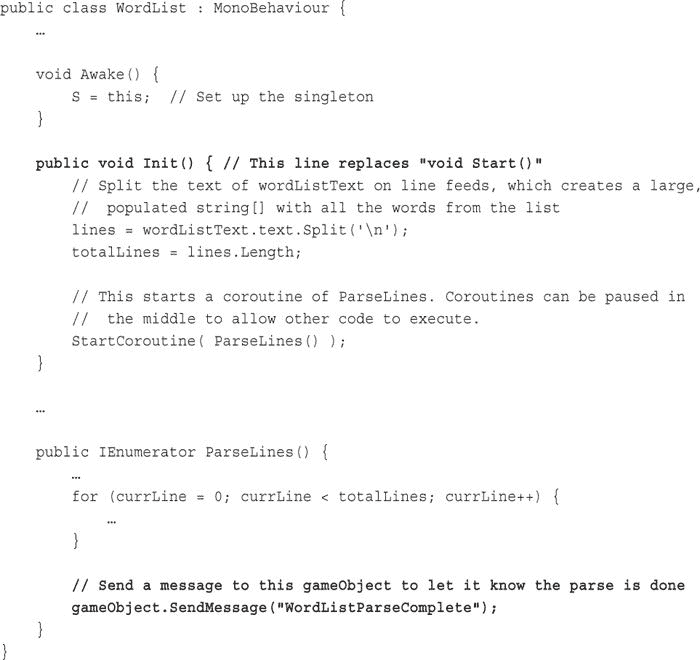 public class WordList : MonoBehaviour {
    …
    void Awake() {
        S = this;  // Set up the singleton
    }
    public void Init() { // This line replaces "void Start()"
        // Split the text of wordListText on line feeds, which creates a large,
        //  populated string[] with all the words from the list
        lines = wordListText.text.Split('\n');
        totalLines = lines.Length;
        // This starts a coroutine of ParseLines. Coroutines can be paused in
        //  the middle to allow other code to execute.
        StartCoroutine( ParseLines() );
    }
    …
    public IEnumerator ParseLines() {
        …
        for (currLine = 0; currLine < totalLines; currLine++) {
            …
        }
        // Send a message to this gameObject to let it know the parse is done
        gameObject.SendMessage("WordListParseComplete");
    }
}